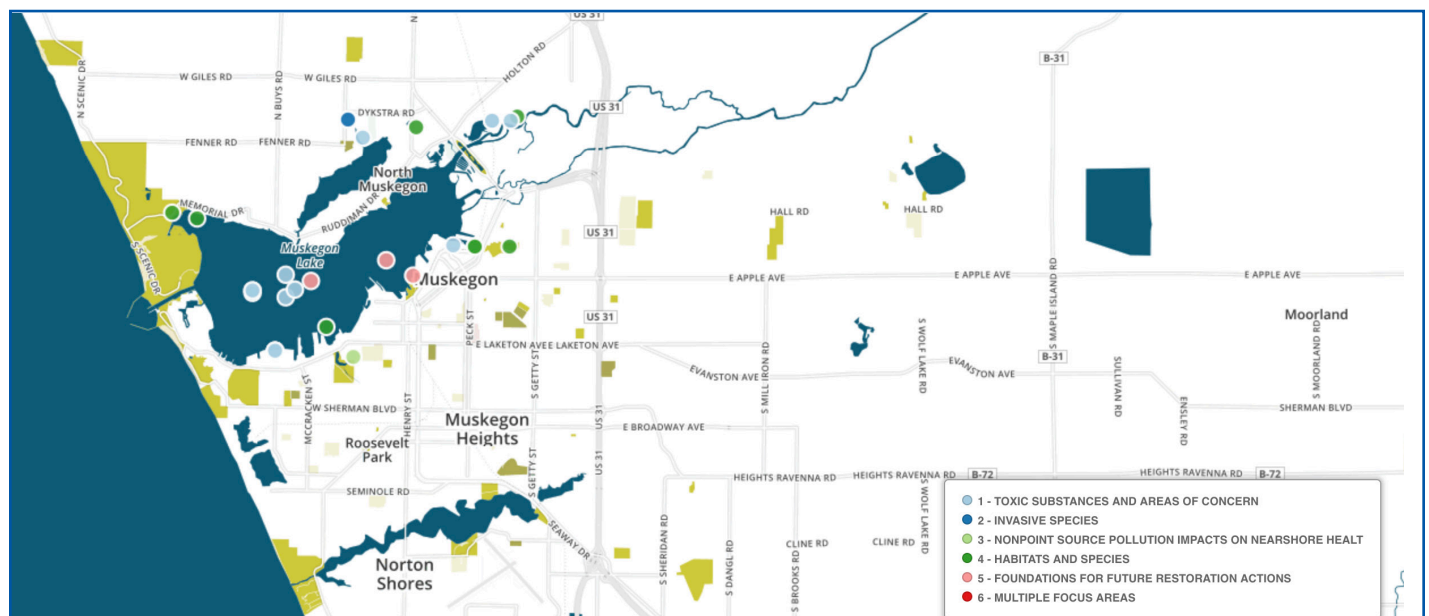 US 31
N
HOLTON RD
B-31
N SCENIC DR
W GILES RD
N BUYS RD
W GILES RD
DYKSTRA RD
US 31
FENNER RD
FENNER RD
North
Muskegon
MEMORIAL DR
RUDDIMAN DR
HALL RD
HALL RD
US 31
S SCENIC DR
Muskegon
Lake
Muskegon
E APPLE AVE
E APPLE AVE
E APPLE AVE
S MAPLE ISLAND RD
US 31
Moorland
PECK ST
E LAKETON AVE
E LAKETON AVE
S GETTY ST
S MILL IRON RD
S WOLF LAKE RD
B-31
EVANSTON AVE
EVANSTON AVE
SULLIVAN RD
S MOORLAND RD
MCCRACKEN ST
W SHERMAN BLVD
HENRY ST
US 31
ENSLEY RD
SHERMAN BLVD
Muskegon
Heights
E BROADWAY AVE
Roosevelt
Park
US 31
S GETTY ST
HEIGHTS RAVENNA RD
HEIGHTS RAVENNA RD
B-72
HEIGHTS RAVENNA RD
B-72
SEMINOLE RD
S WOLF LAKE RD
SEAWAY DR
S SHERIDAN RD
S DANGL RD
S BROOKS RD
CLINE RD
CLINE RD
Norton
Shores
1 - TOXIC SUBSTANCES AND AREAS OF CONCERN
2 - INVASIVE SPECIES
3 - NONPOINT SOURCE POLLUTION IMPACTS ON NEARSHORE HEALT
4 - HABITATS AND SPECIES
5 - FOUNDATIONS FOR FUTURE RESTORATION ACTIONS
6 - MULTIPLE FOCUS AREAS